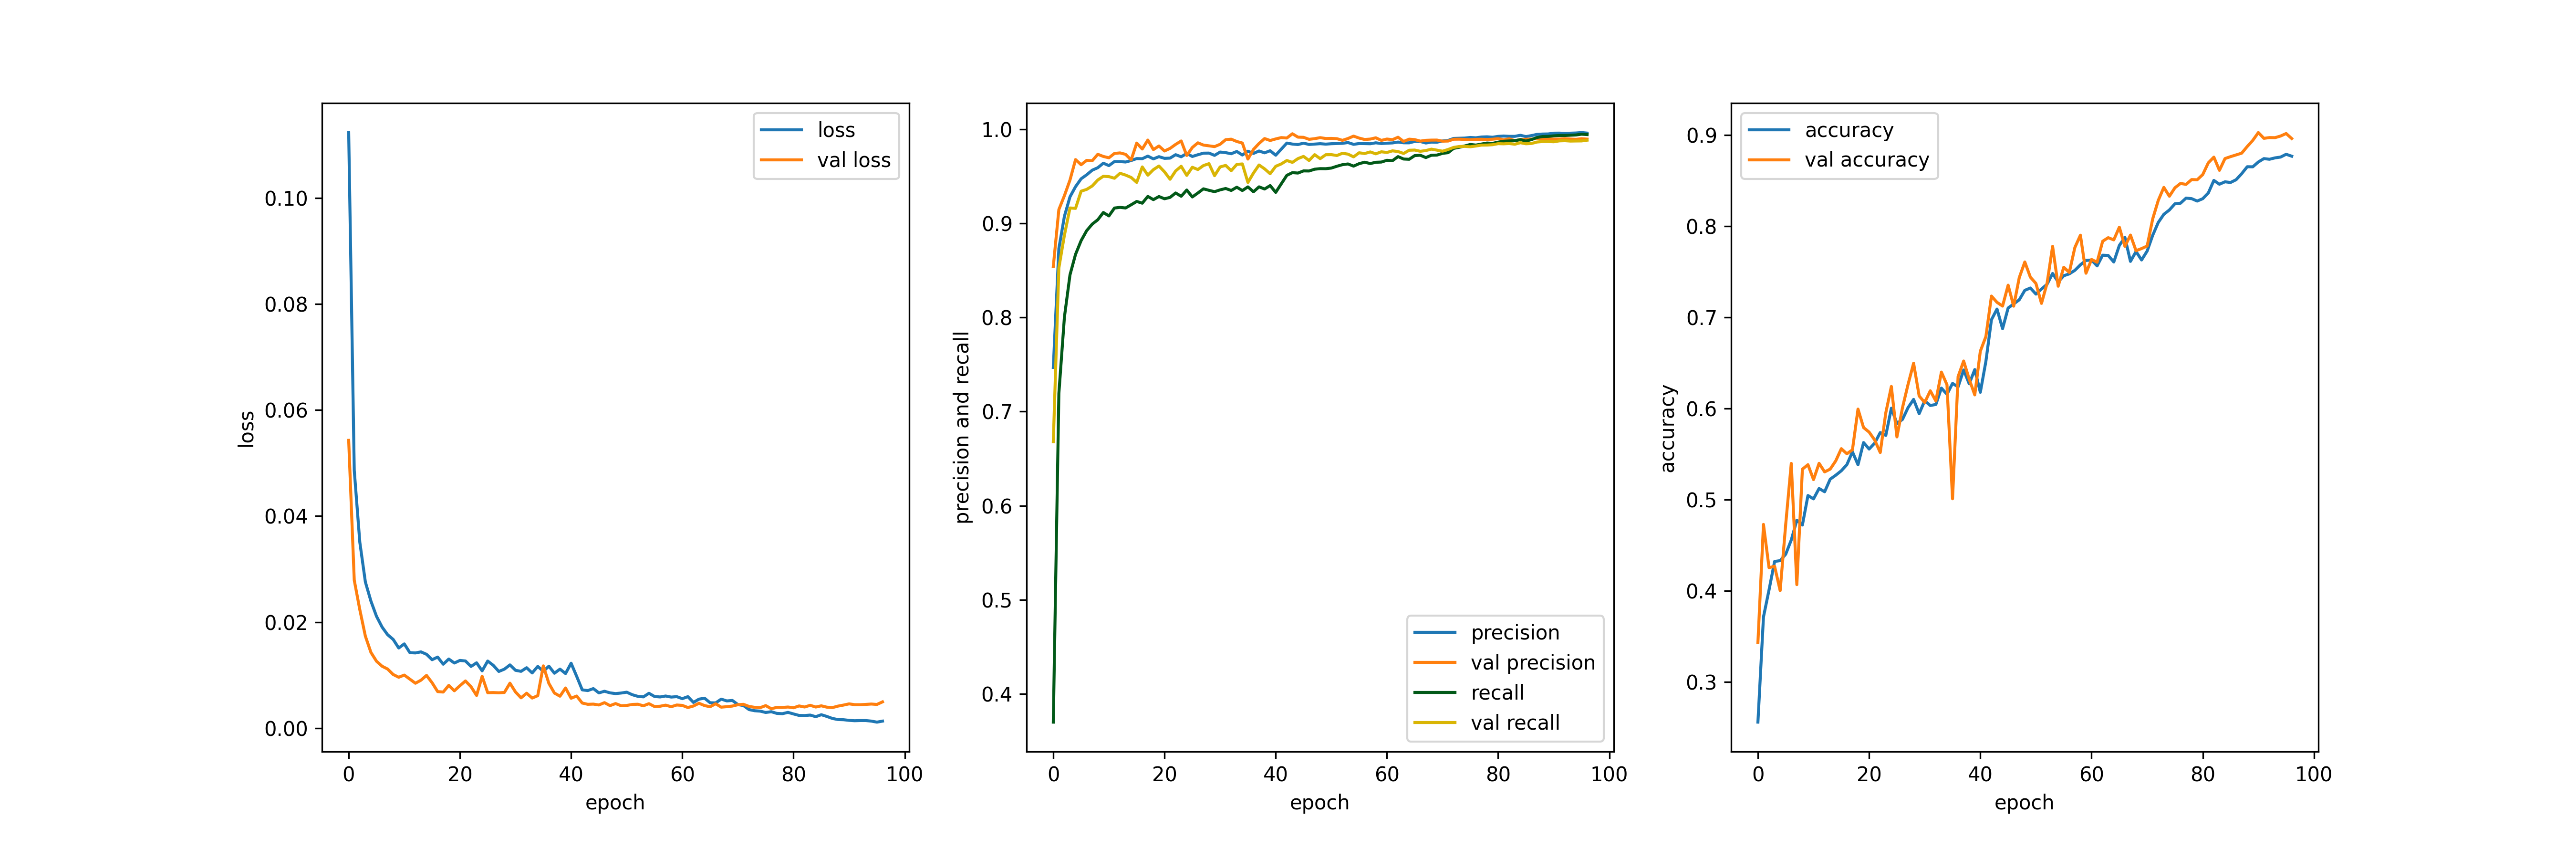 loss
val loss
0.10
0.08
0.06
0.04
0.02
0.00
loss
0 20 40 60 80 100
epoch
1.0
0.9
0.8
0.7
0.6
0.5
0.4
precision and recall
precision
val precision
recall
val recall
0 20 40 60 80 100
epoch
accuracy
val accuracy
0.9
0.8
0.7
0.6
0.5
0.4
0.3
accuracy
0 20 40 60 80 100
epoch